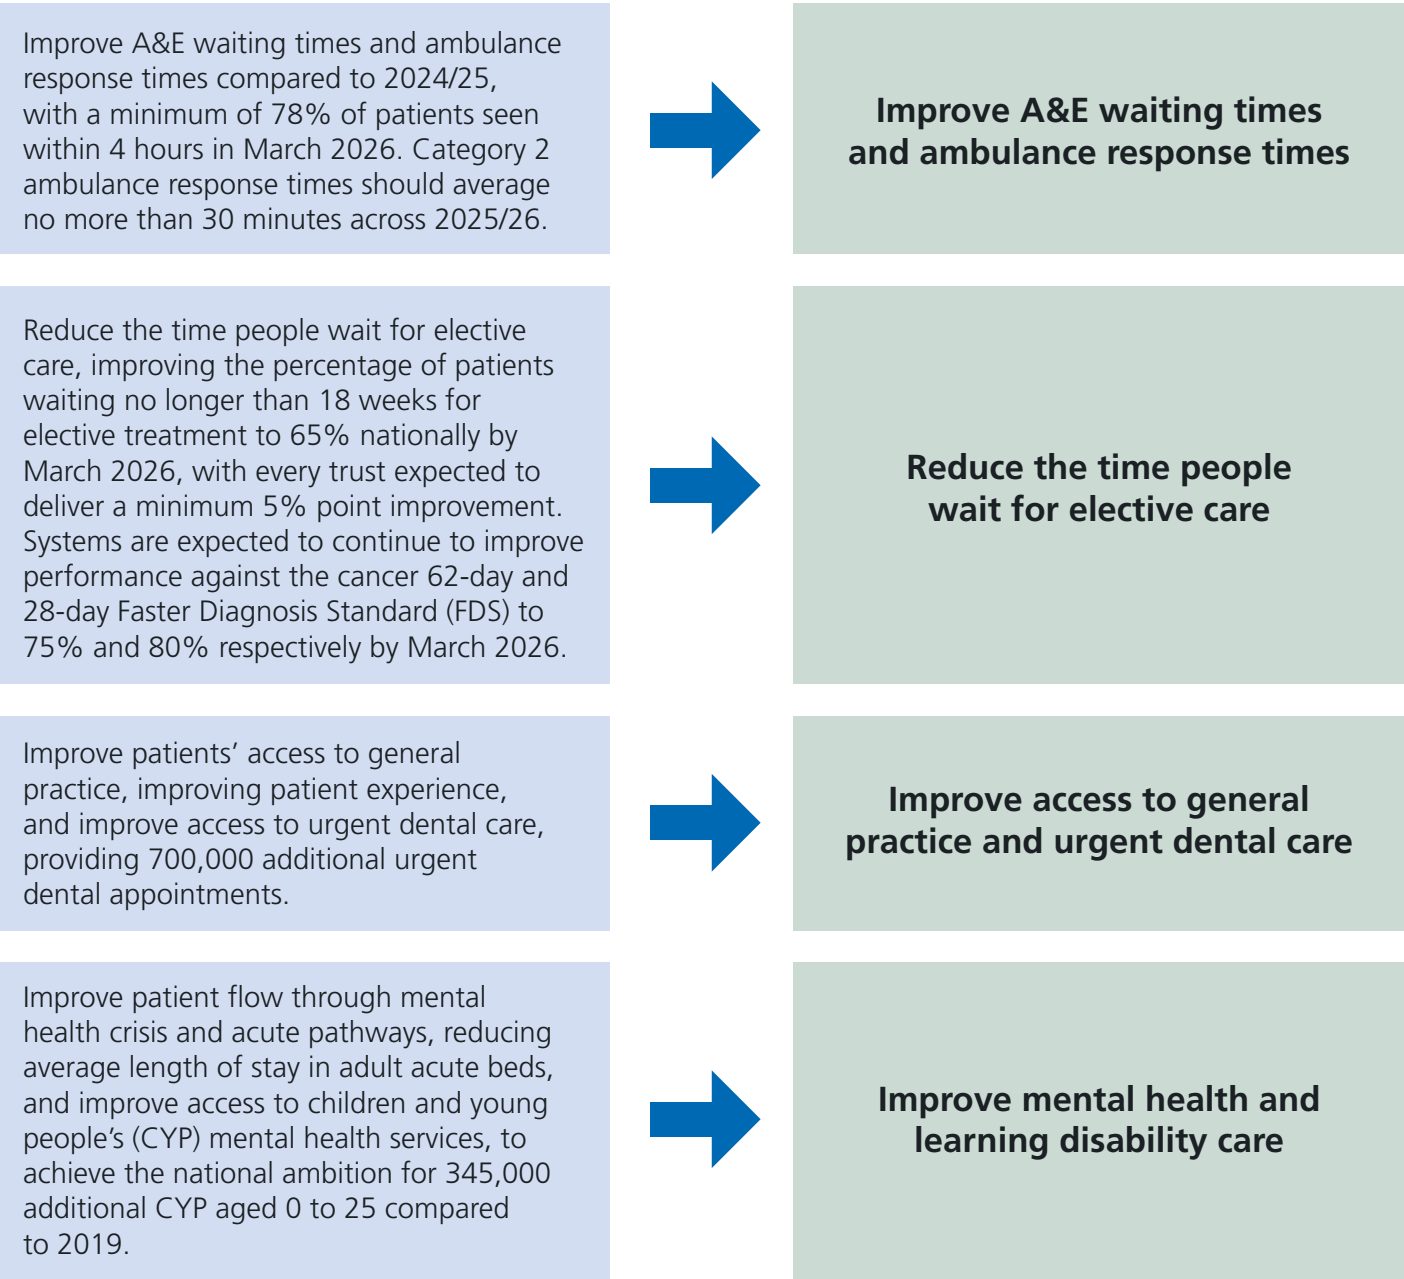 Improve A&E waiting times and ambulance
response times compared to 2024/25,
with a minimum of 78% of patients seen
within 4 hours in March 2026. Category 2
ambulance response times should average
no more than 30 minutes across 2025/26.
Improve A&E waiting times
and ambulance response times
Reduce the time people wait for elective
care, improving the percentage of patients
waiting no longer than 18 weeks for
elective treatment to 65% nationally by
March 2026, with every trust expected to
deliver a minimum 5% point improvement.
Systems are expected to continue to improve
performance against the cancer 62-day and
28-day Faster Diagnosis Standard (FDS) to
75% and 80% respectively by March 2026.
Reduce the time people
wait for elective care
Improve patients’ access to general
practice, improving patient experience,
and improve access to urgent dental care,
providing 700,000 additional urgent
dental appointments.
Improve access to general
practice and urgent dental care
Improve patient flow through mental
health crisis and acute pathways, reducing
average length of stay in adult acute beds,
and improve access to children and young
people’s (CYP) mental health services, to
achieve the national ambition for 345,000
additional CYP aged 0 to 25 compared
to 2019.
Improve mental health and
learning disability care